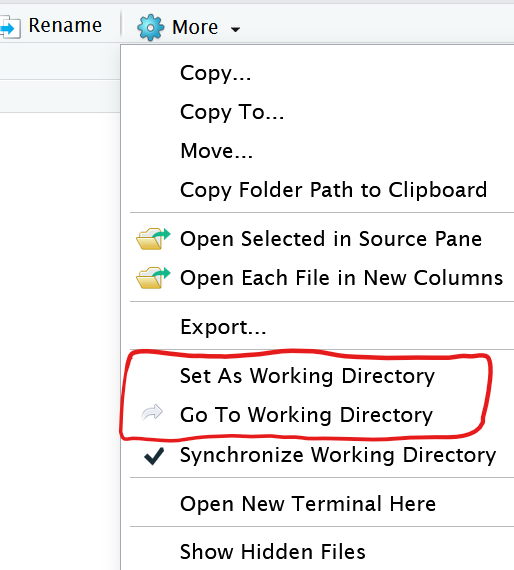 Rename
More
Copy...
Copy To...
Move...
Copy Folder Path to Clipboard
Open Selected in Source Pane
Open Each File in New Columns
Export...
Set As Working Directory
Go To Working Directory
Synchronize Working Directory
Open New Terminal Here
Show Hidden Files